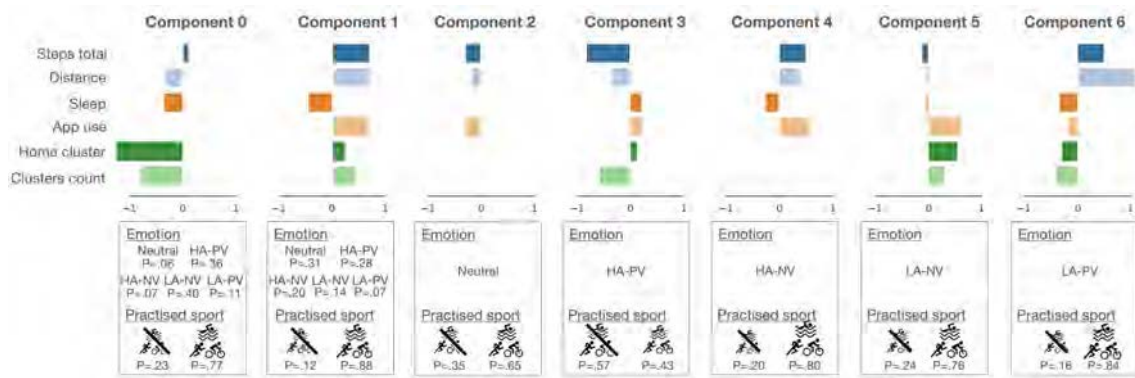 Component 0 Component 1 Component 2 Component 3 Component 4 Component 5 Component 6
Steps total
Distance
Sleep
App use
Home cluster
Clusters count
−1 0 1 −1 0 1 −1 0 1 −1 0 1 −1 0 1 −1 0 1 −1 0 1
Emotion Emotion Emotion Emotion Emotion Emotion Emotion
Neutral HA-PV Neutral HA-PV
P=.06 P=.36 P=.31 P=.28
Neutral HA-PV HA-NV LA-NV LA-PV
HA-NV LA-NV LA-PV HA-NV LA-NV LA-PV
P=.07 P=.40 P=.11 P=.20 P=.14 P=.07
Practised sport Practised sport Practised sport Practised sport Practised sport Practised sport Practised sport
P=.23 P=.77 P=.12 P=.88 P=.35 P=.65 P=.57 P=.43 P=.20 P=.80 P=.24 P=.76 P=.16 P=.84